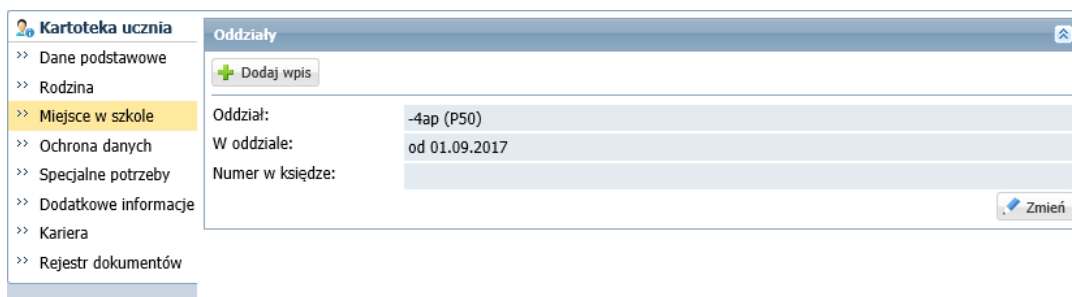 Kartoteka ucznia
Dane podstawowe
Rodzina
Miejsce w szkole
Ochrona danych
Specjalne potrzeby
Dodatkowe informacje
Kariera
Rejestr dokumentów
Oddziały
Dodaj wpis
Oddział: -4ap (P50)
W oddziale: od 01.09.2017
Numer w księdze:
Zmień